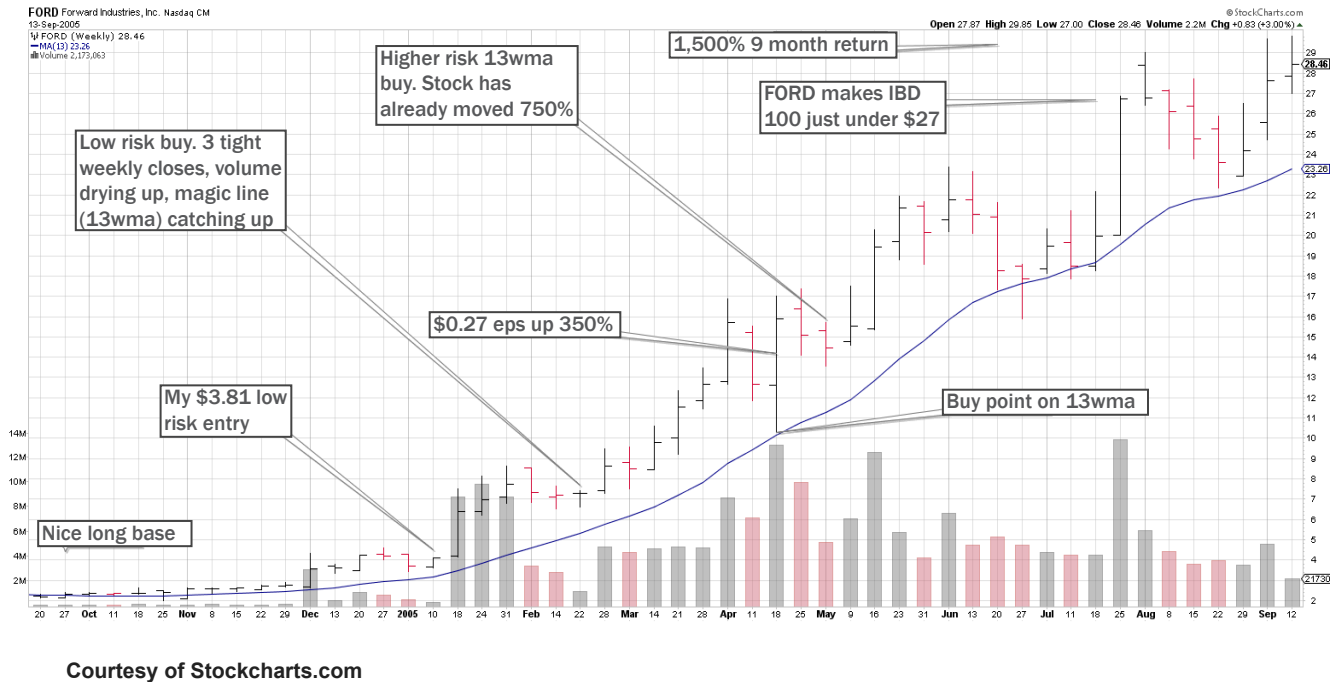 FORD Forward Industries, Inc. Nasdaq CM
© StockCharts.com
13-Sep-2005
Open 27.87 High 29.85 Low 27.00 Close 28.46 Volume 2.2M Chg +0.83 (+3.00%)
FORD (Weekly) 28.46
MA(13) 23.26
Volume 2,173,063
1,500% 9 month return
Higher risk 13wma
buy. Stock has
already moved 750%
FORD makes IBD
100 just under $27
Low risk buy. 3 tight
weekly closes, volume
drying up, magic line
(13wma) catching up
$0.27 eps up 350%
My $3.81 low
risk entry
Buy point on 13wma
Nice long base
29
28.46
28
27
26
25
24
23.26
23
22
21
20
19
18
17
16
15
14
13
12
11
10
9
8
7
6
5
4
3
21730
2
14M
12M
10M
8M
6M
4M
2M
20 27 Oct 11 18 25 Nov 8 15 22 Dec 13 20 27 2005 10 18 24 31 Feb 14 22 28 Mar 14 21 28 Apr 11 18 25 May 9 16 23 31 Jun 13 20 27 Jul 11 18 25 Aug 8 15 22 29 Sep 12
Courtesy of Stockcharts.com